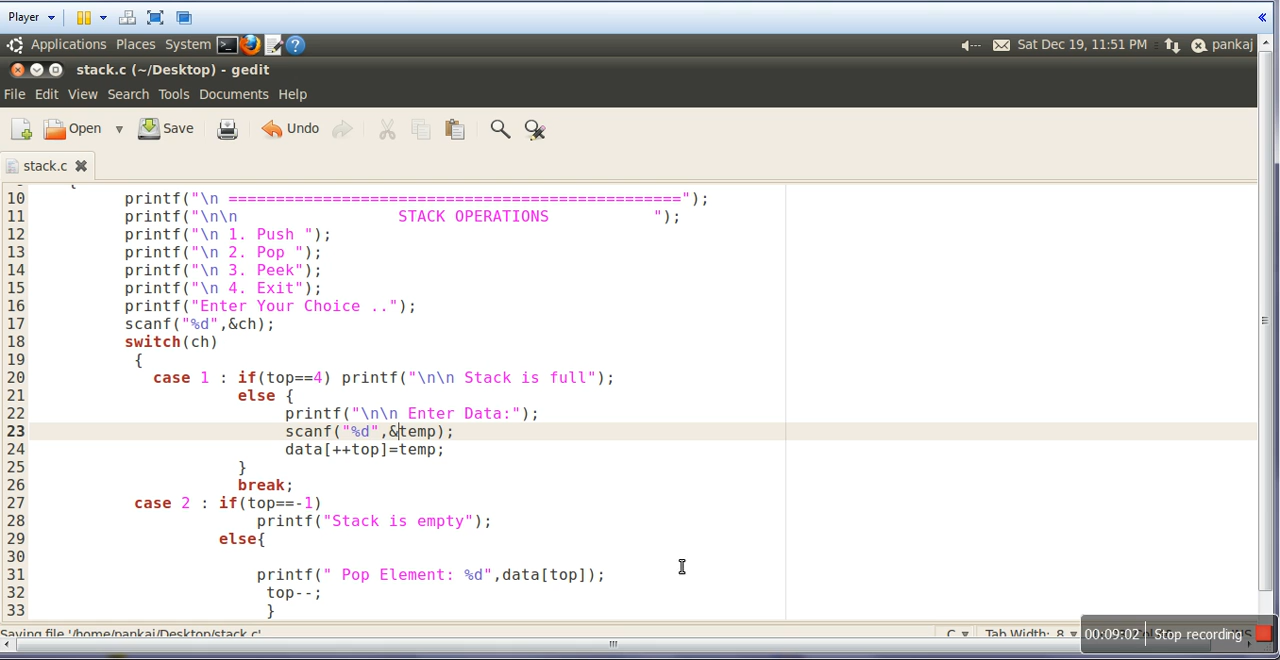 Player
Applications Places System Sat Dec 19, 11:51 PM pankaj
stack.c (~/Desktop) - gedit
File Edit View Search Tools Documents Help
Open Save Undo
stack.c
10 printf("\n ================================================");
11 printf("\n\n STACK OPERATIONS ");
12 printf("\n 1. Push ");
13 printf("\n 2. Pop ");
14 printf("\n 3. Peek");
15 printf("\n 4. Exit");
16 printf("Enter Your Choice ..");
17 scanf("%d",&ch);
18 switch(ch)
19 {
20 case 1 : if(top==4) printf("\n\n Stack is full");
21 else {
22 printf("\n\n Enter Data:");
23 scanf("%d",&temp);
24 data[++top]=temp;
25 }
26 break;
27 case 2 : if(top==-1)
28 printf("Stack is empty");
29 else{
30
31 printf(" Pop Element: %d",data[top]);
32 top--;
33 }
Saving file '/home/pankaj/Desktop/stack.c' C Tab Width: 8
00:09:02 Stop recording